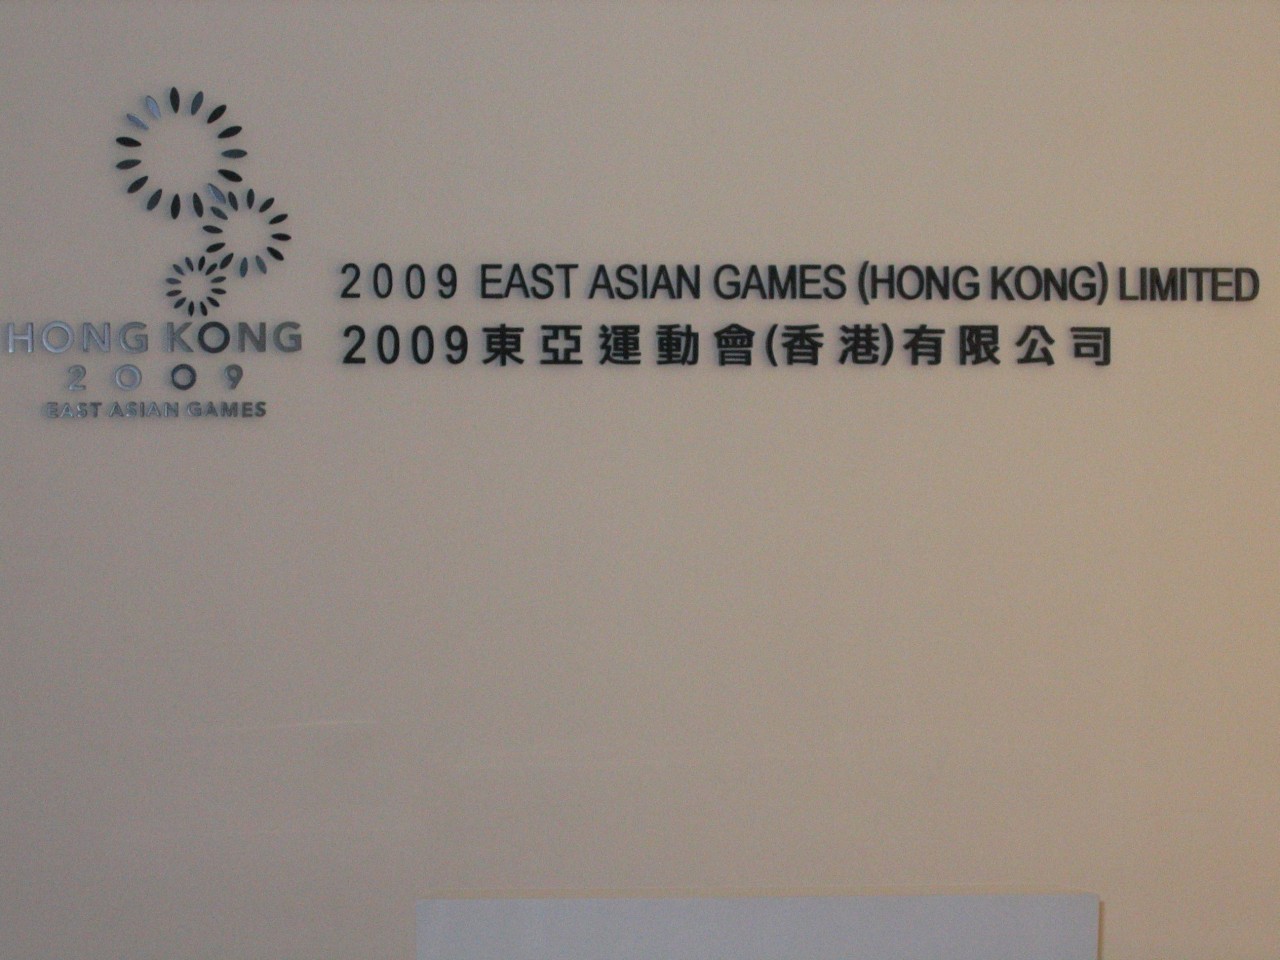 HONG KONG
2009
EAST ASIAN GAMES
2009 EAST ASIAN GAMES (HONG KONG) LIMITED
2009東亞運動會(香港)有限公司